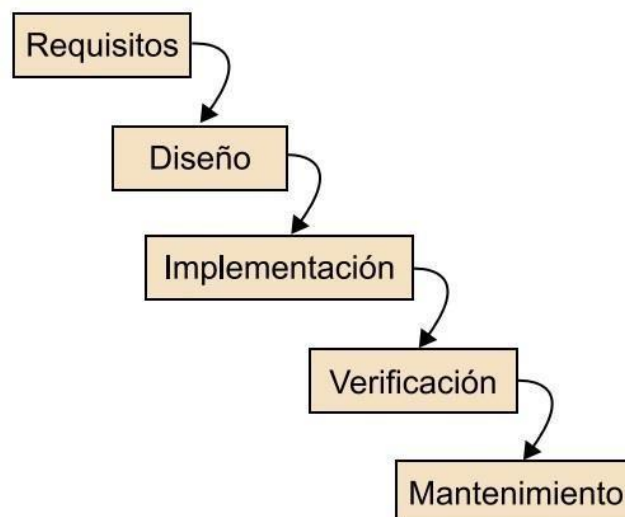 Requisitos
Diseño
Implementación
Verificación
Mantenimiento